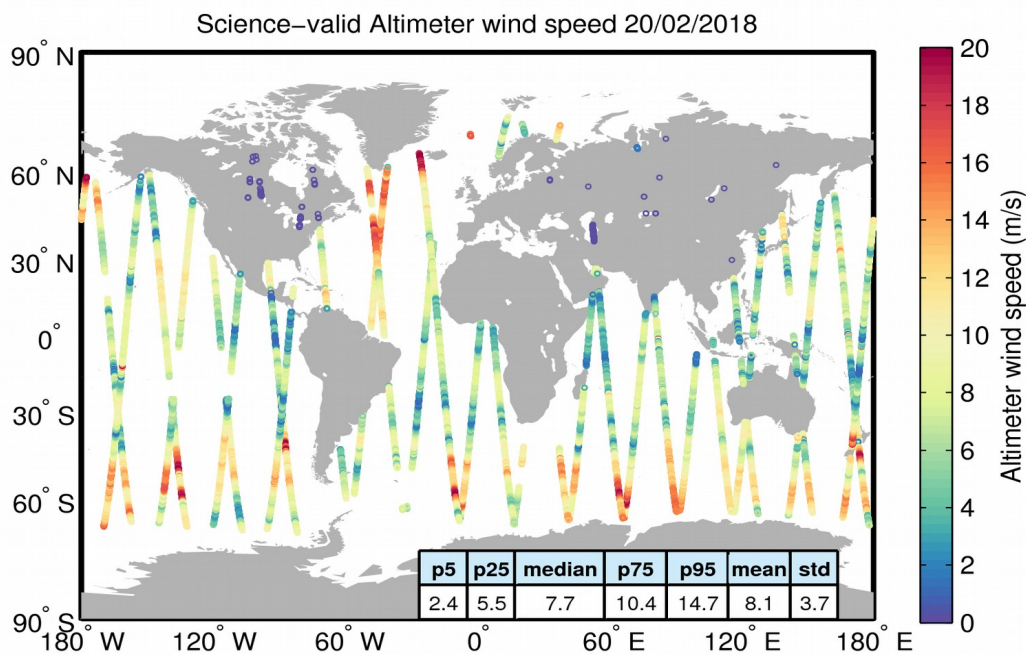 Science−valid Altimeter wind speed 20/02/2018
90° N
60° N
30° N
0°
30° S
60° S
90° S
180° W
120° W
60° W
0°
60° E
120° E
180° E
p5 p25 median p75 p95 mean std
2.4 5.5 7.7 10.4 14.7 8.1 3.7
20
18
16
14
12
10
8
6
4
2
0
Altimeter wind speed (m/s)